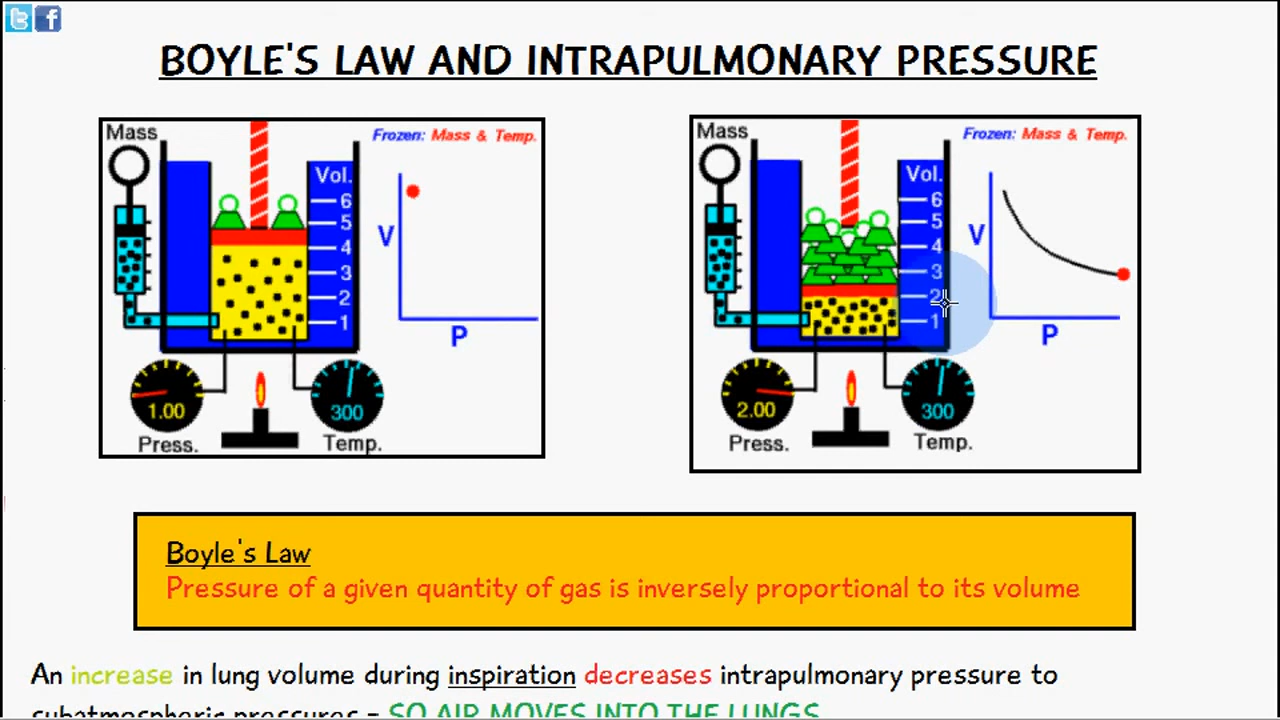 BOYLE'S LAW AND INTRAPULMONARY PRESSURE
Mass
Frozen: Mass & Temp.
Vol.
6
5
4
3
2
1
V
P
1.00
300
Press.
Temp.
Mass
Frozen: Mass & Temp.
Vol.
6
5
4
3
2
1
V
P
2.00
300
Press.
Temp.
Boyle's Law
Pressure of a given quantity of gas is inversely proportional to its volume
An increase in lung volume during inspiration decreases intrapulmonary pressure to
subatmospheric pressures = SO AIR MOVES INTO THE LUNGS